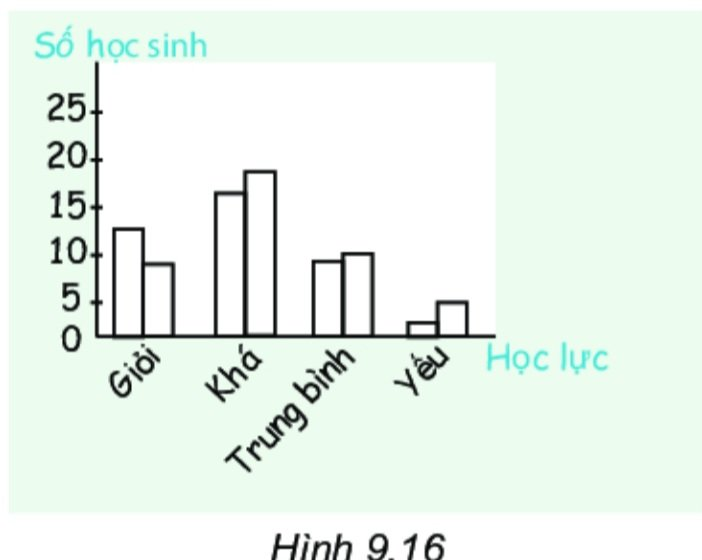 Số học sinh
25
20
15
10
5
0
Giỏi
Khá
Trung bình
Yếu
Học lực
Hình 9.16